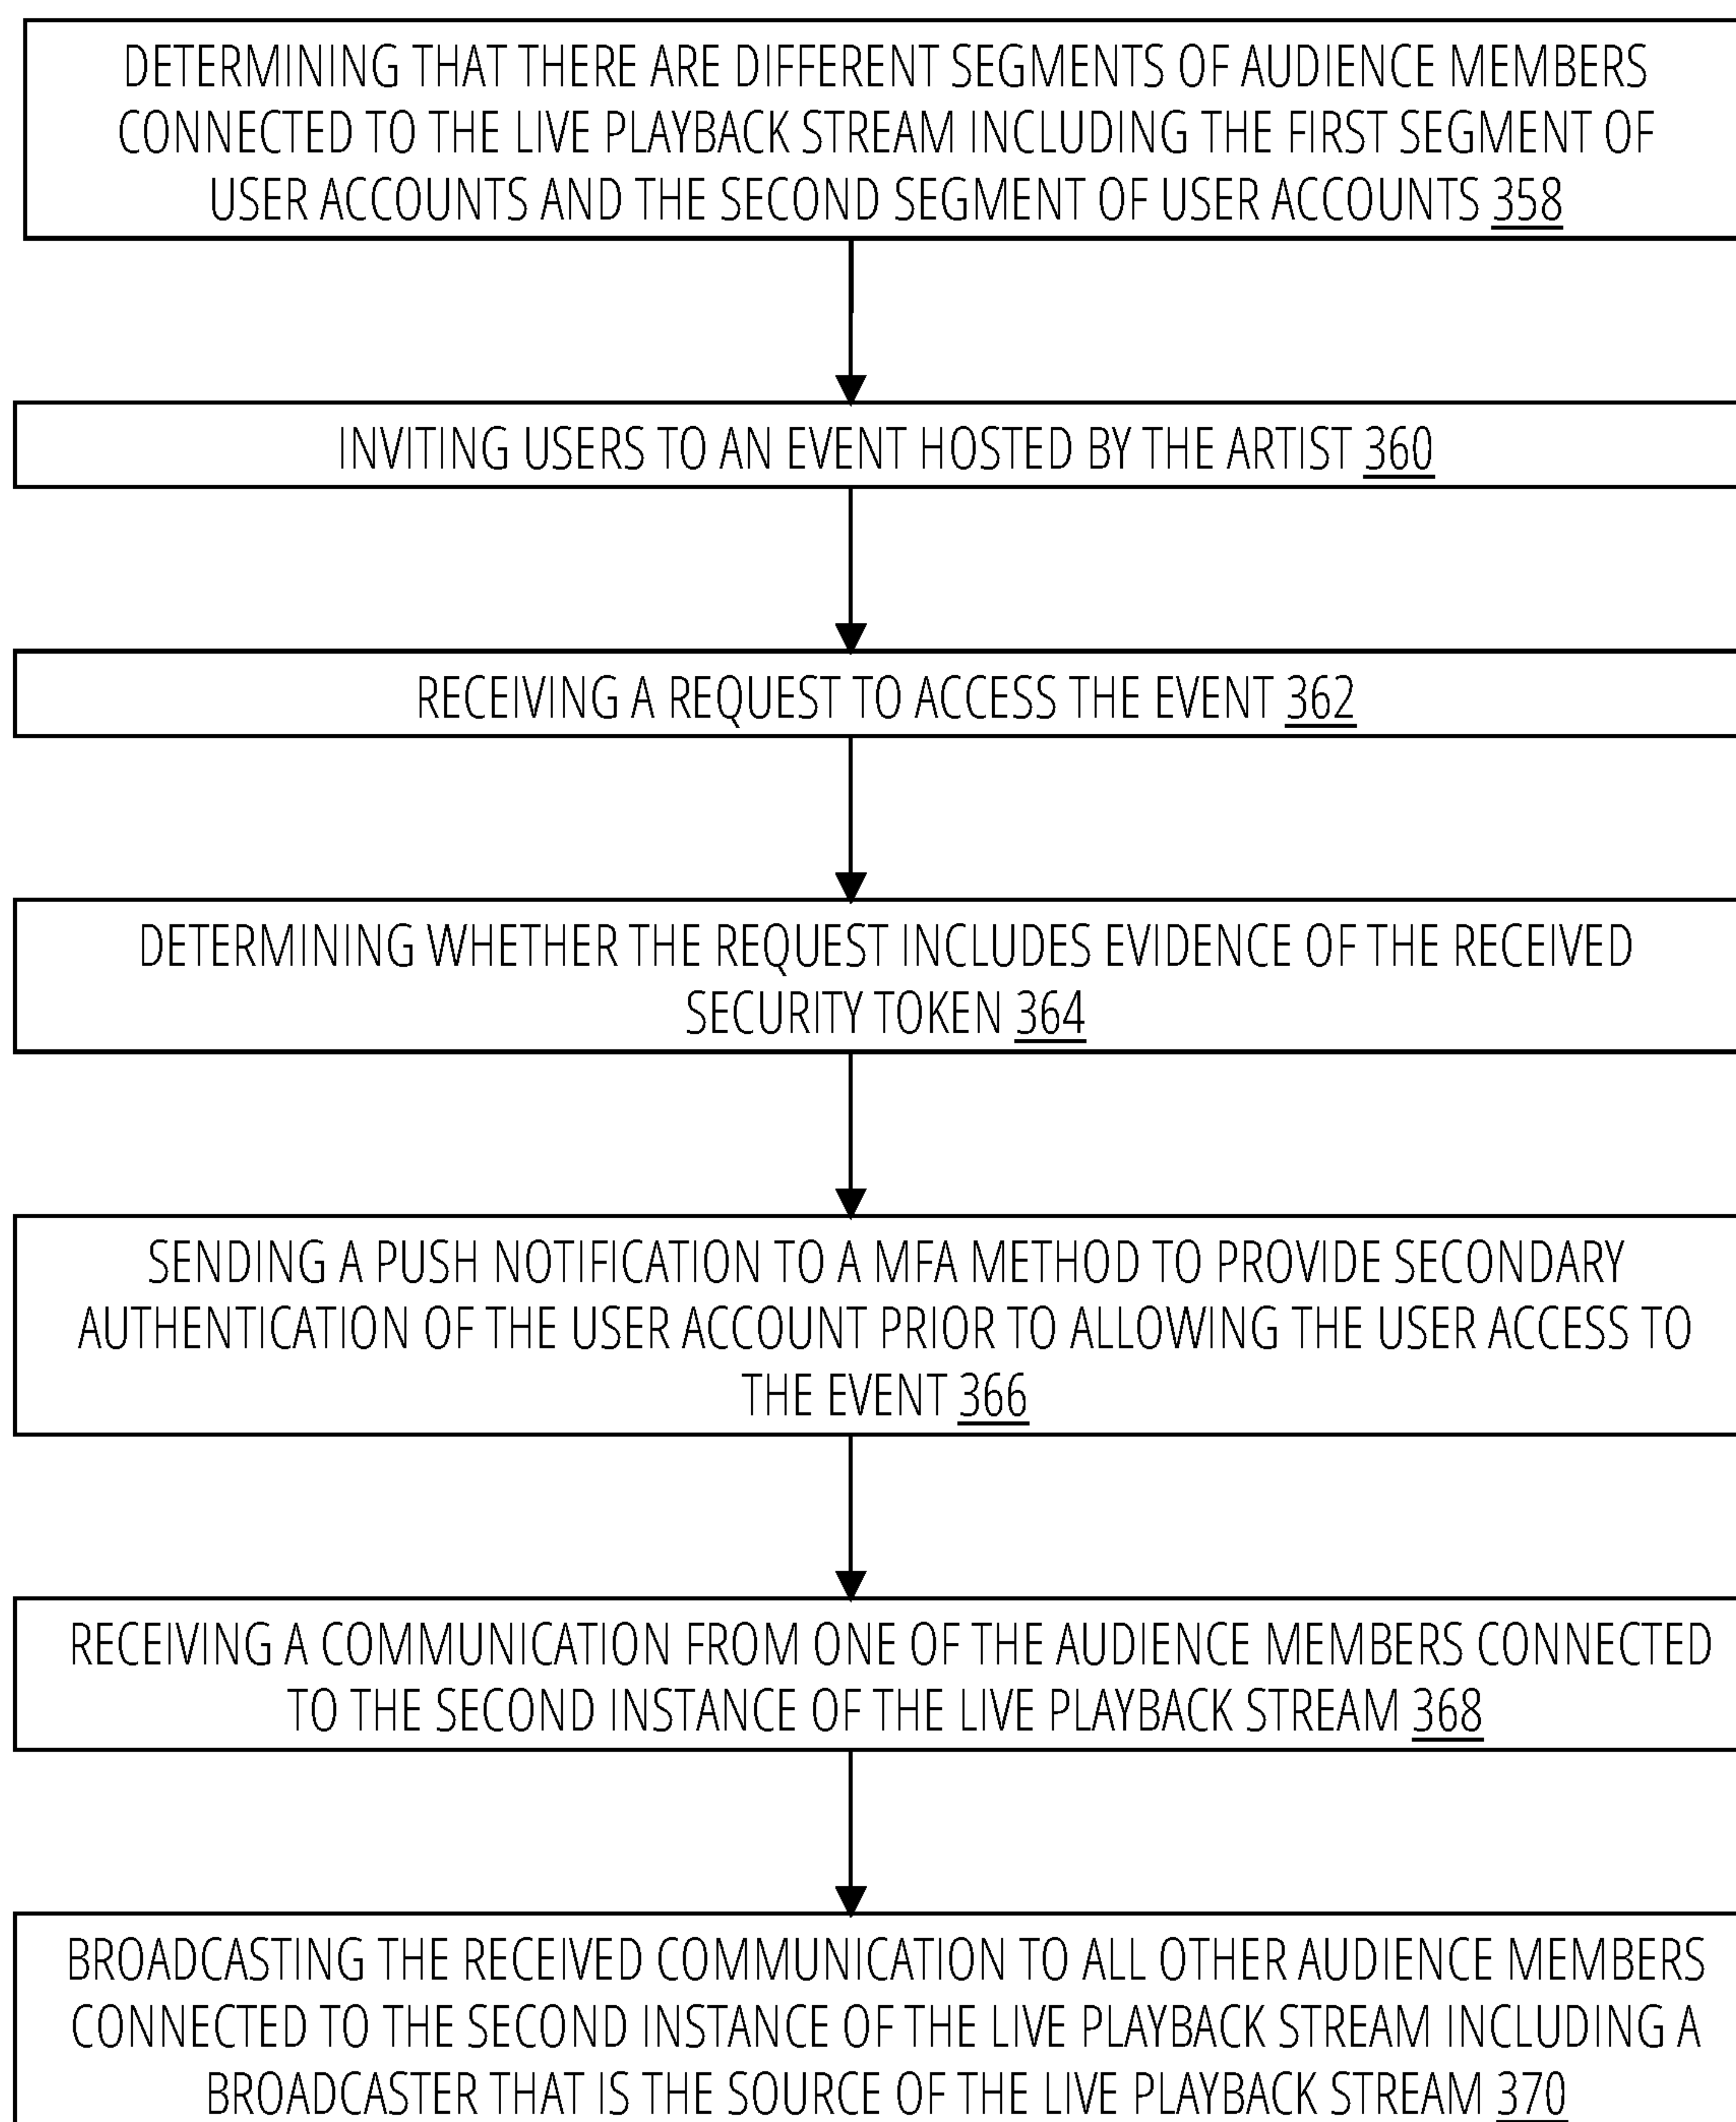 DETERMINING THAT THERE ARE DIFFERENT SEGMENTS OF AUDIENCE MEMBERS
CONNECTED TO THE LIVE PLAYBACK STREAM INCLUDING THE FIRST SEGMENT OF
USER ACCOUNTS AND THE SECOND SEGMENT OF USER ACCOUNTS 358
INVITING USERS TO AN EVENT HOSTED BY THE ARTIST 360
RECEIVING A REQUEST TO ACCESS THE EVENT 362
DETERMINING WHETHER THE REQUEST INCLUDES EVIDENCE OF THE RECEIVED
SECURITY TOKEN 364
SENDING A PUSH NOTIFICATION TO A MFA METHOD TO PROVIDE SECONDARY
AUTHENTICATION OF THE USER ACCOUNT PRIOR TO ALLOWING THE USER ACCESS TO
THE EVENT 366
RECEIVING A COMMUNICATION FROM ONE OF THE AUDIENCE MEMBERS CONNECTED
TO THE SECOND INSTANCE OF THE LIVE PLAYBACK STREAM 368
BROADCASTING THE RECEIVED COMMUNICATION TO ALL OTHER AUDIENCE MEMBERS
CONNECTED TO THE SECOND INSTANCE OF THE LIVE PLAYBACK STREAM INCLUDING A
BROADCASTER THAT IS THE SOURCE OF THE LIVE PLAYBACK STREAM 370